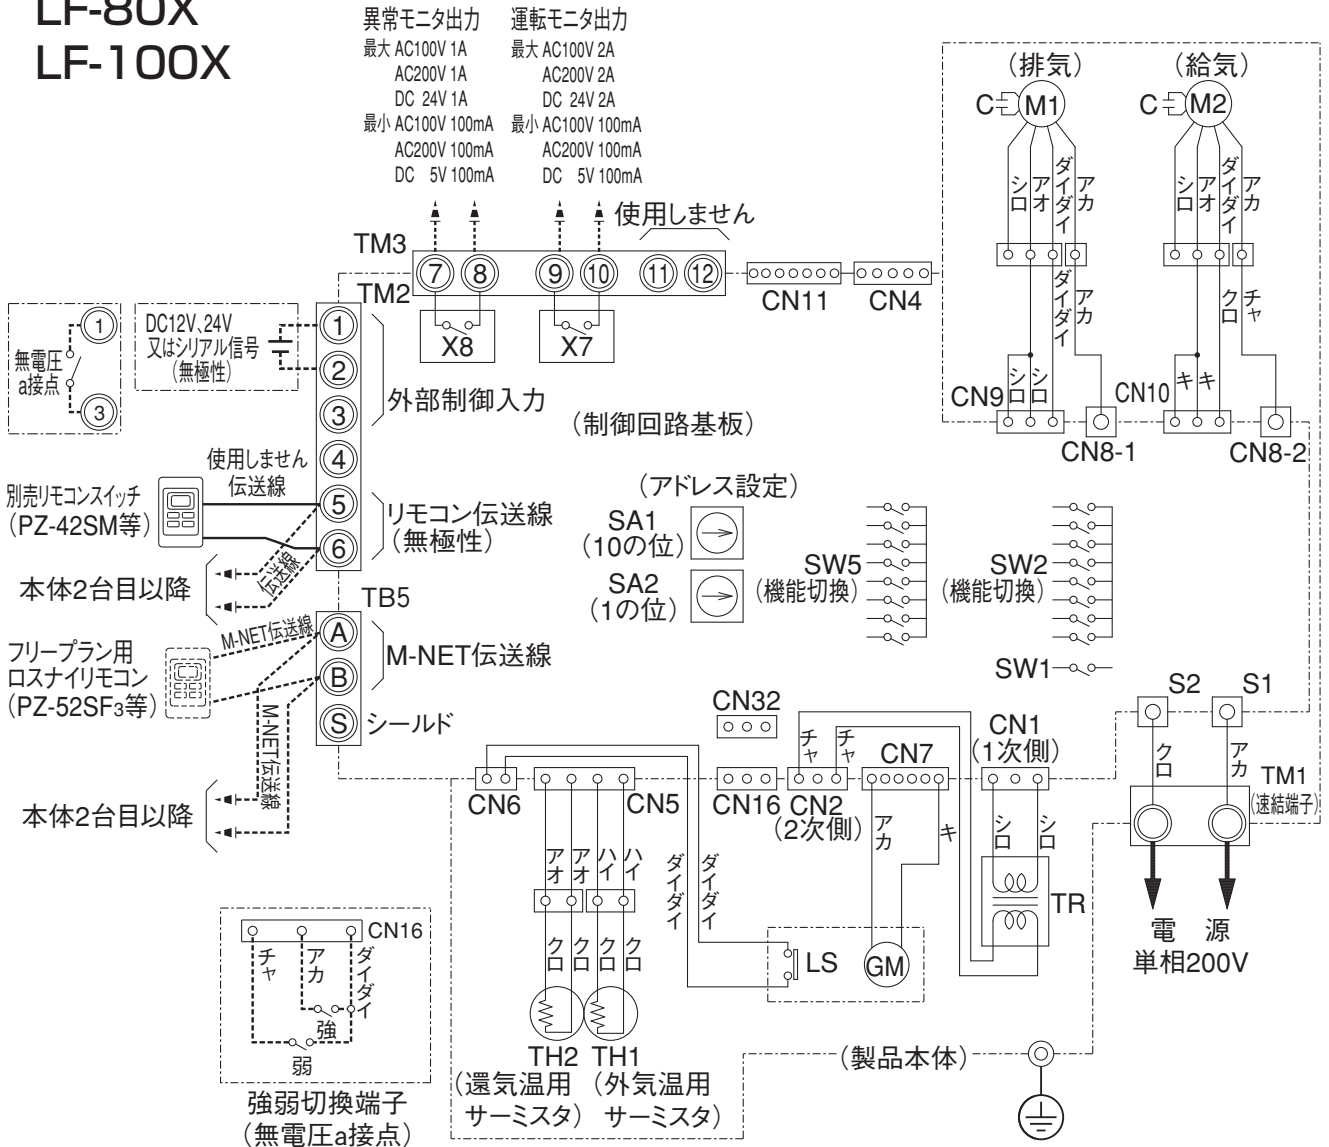 LF-80X
LF-100X
異常モニタ出力
最大 AC100V 1A
AC200V 1A
DC 24V 1A
最小 AC100V 100mA
AC200V 100mA
DC 5V 100mA
運転モニタ出力
最大 AC100V 2A
AC200V 2A
DC 24V 2A
最小 AC100V 100mA
AC200V 100mA
DC 5V 100mA
使用しません
TM3
7
8
9
10
11
12
X8
X7
CN11
CN4
(排気)
C
M1
シロ
アオ
ダイダイ
アカ
ダイダイ
アカ
シロ
シロ
CN9
CN8-1
(給気)
C
M2
シロ
アオ
ダイダイ
アカ
クロ
チャ
キ
キ
CN10
CN8-2
TM2
1
2
3
4
5
6
無電圧
a接点
1
3
DC12V、24V
又はシリアル信号
(無極性)
外部制御入力
(制御回路基板)
使用しません
伝送線
別売リモコンスイッチ
(PZ-42SM等)
リモコン伝送線
(無極性)
伝送線
本体2台目以降
TB5
A
B
S
M-NET伝送線
M-NET伝送線
シールド
フリープラン用
ロスナイリモコン
(PZ-52SF3等)
M-NET伝送線
本体2台目以降
(アドレス設定)
SA1
(10の位)
SA2
(1の位)
SW5
(機能切換)
SW2
(機能切換)
SW1
S2
S1
クロ
アカ
TM1
(速結端子)
電源
単相200V
CN32
CN6
CN5
CN16
チャ
チャ
CN2
(2次側)
CN7
CN1
(1次側)
アカ
キ
シロ
シロ
TR
アオ
アオ
ハイ
ハイ
クロ
クロ
クロ
クロ
ダイダイ
ダイダイ
LS
GM
TH2
(還気温用
サーミスタ)
TH1
(外気温用
サーミスタ)
(製品本体)
CN16
チャ
アカ
ダイダイ
強
弱
強弱切換端子
(無電圧a接点)